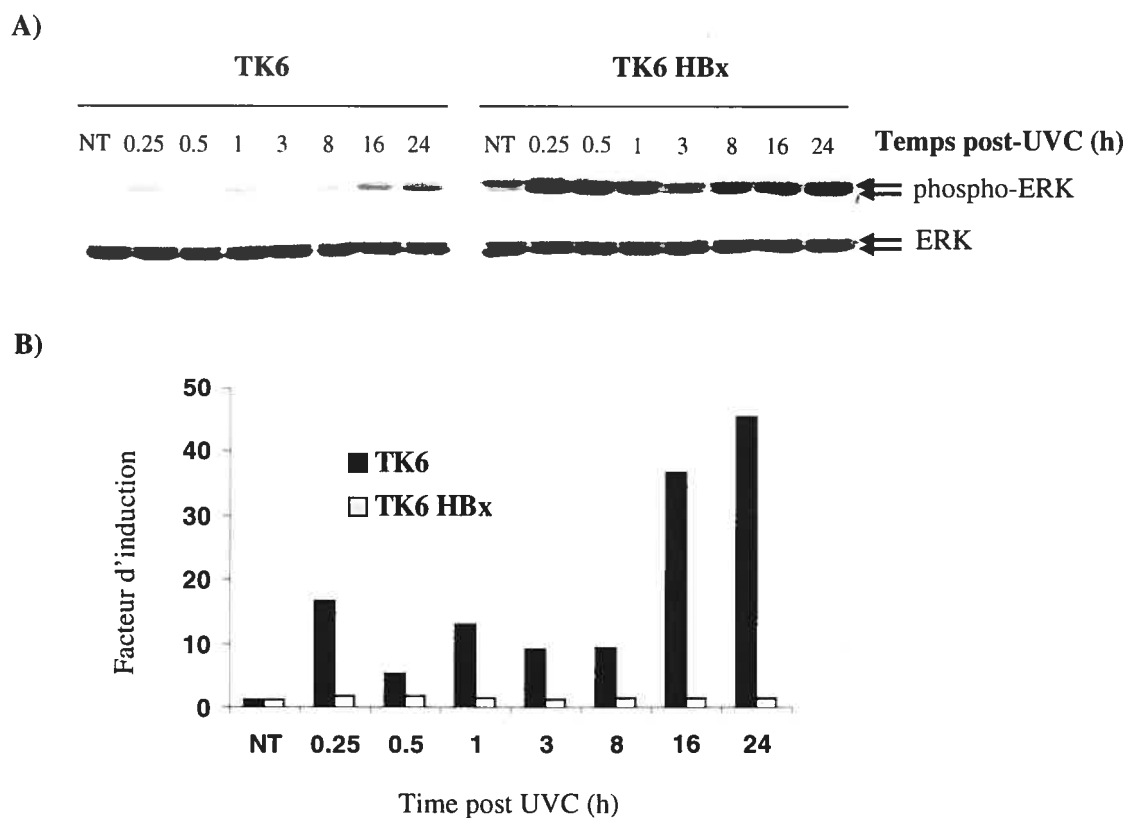 A)
TK6 TK6 HBx
NT 0.25 0.5 1 3 8 16 24 NT 0.25 0.5 1 3 8 16 24 Temps post-UVC (h)
phospho-ERK
ERK
B)
50
40
30
20
10
0
Facteur d'induction
TK6
TK6 HBx
NT 0.25 0.5 1 3 8 16 24
Time post UVC (h)